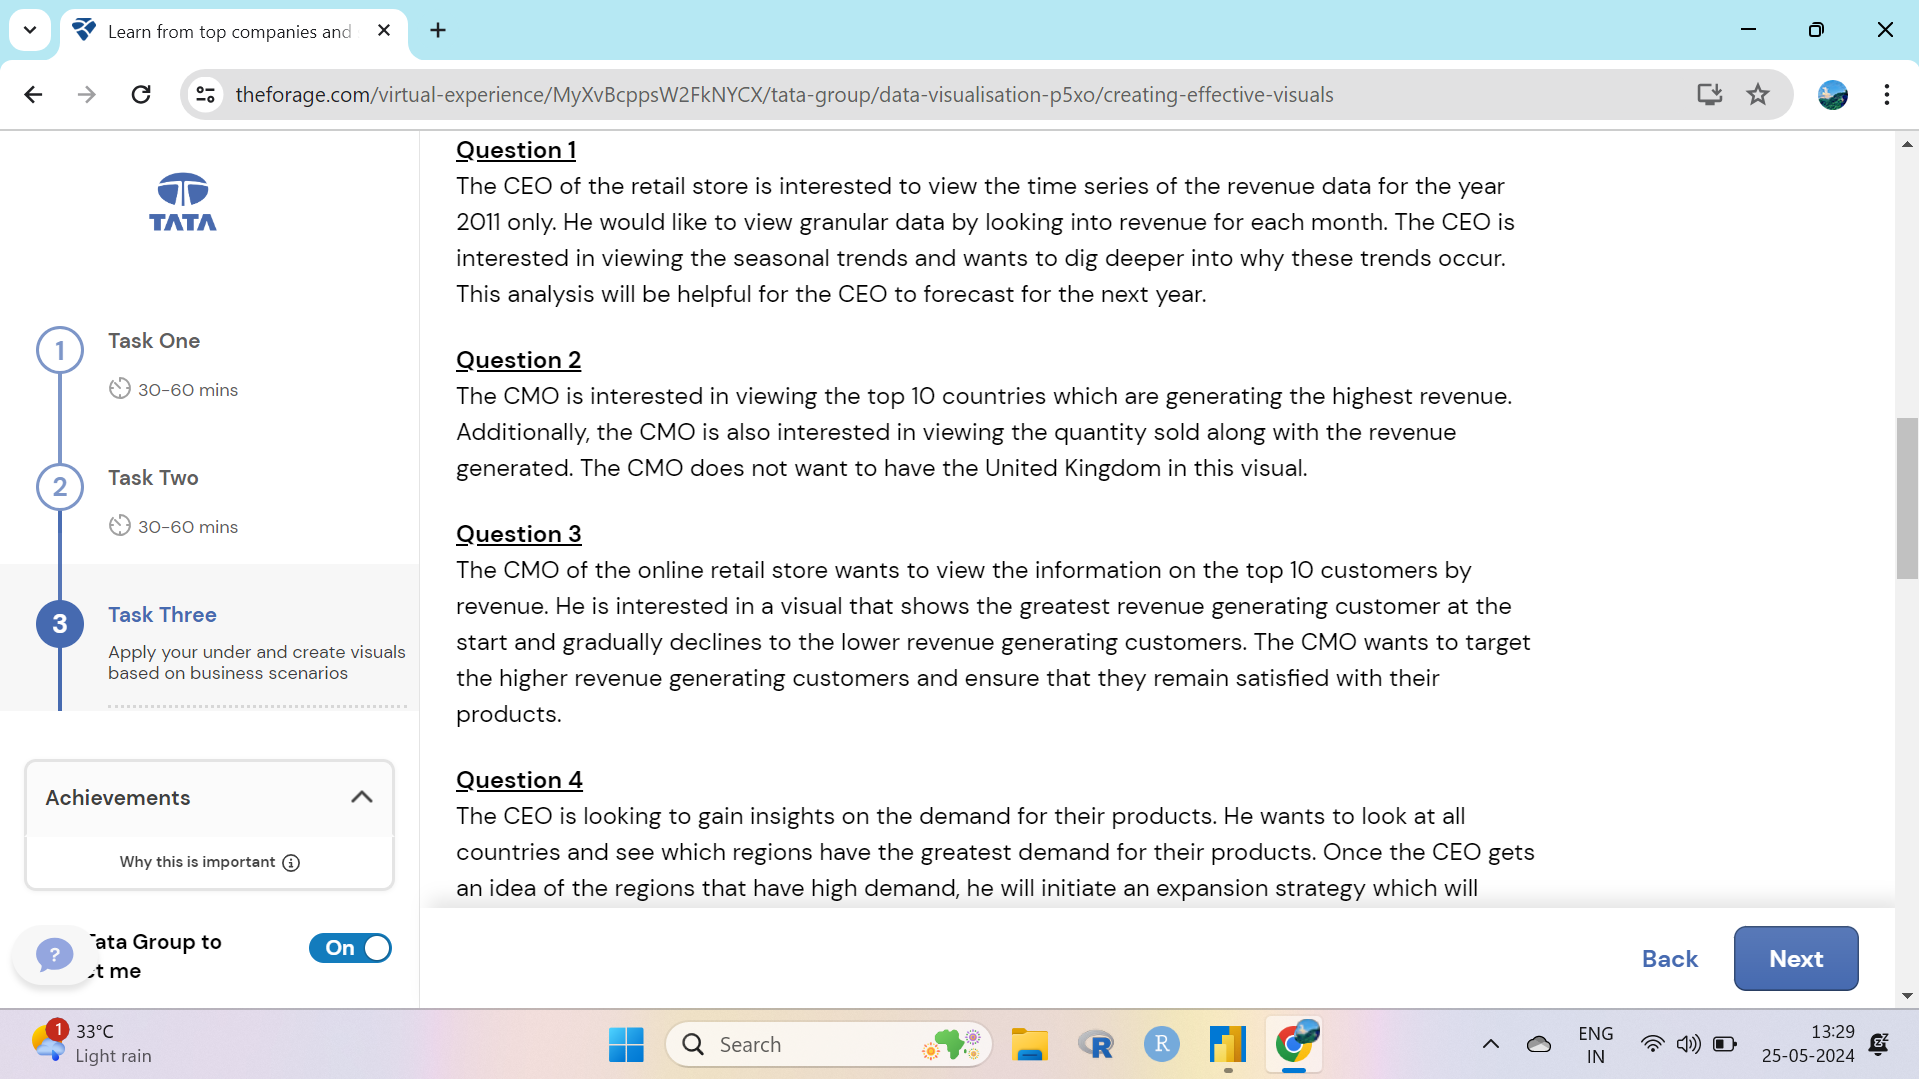 Learn from top companies and
theforage.com/virtual-experience/MyXvBcppsW2FkNYCX/tata-group/data-visualisation-p5xo/creating-effective-visuals
TATA
1
Task One
30-60 mins
2
Task Two
30-60 mins
3
Task Three
Apply your under and create visuals
based on business scenarios
Achievements
Why this is important
Tata Group to
me
On
?
Question 1
The CEO of the retail store is interested to view the time series of the revenue data for the year
2011 only. He would like to view granular data by looking into revenue for each month. The CEO is
interested in viewing the seasonal trends and wants to dig deeper into why these trends occur.
This analysis will be helpful for the CEO to forecast for the next year.
Question 2
The CMO is interested in viewing the top 10 countries which are generating the highest revenue.
Additionally, the CMO is also interested in viewing the quantity sold along with the revenue
generated. The CMO does not want to have the United Kingdom in this visual.
Question 3
The CMO of the online retail store wants to view the information on the top 10 customers by
revenue. He is interested in a visual that shows the greatest revenue generating customer at the
start and gradually declines to the lower revenue generating customers. The CMO wants to target
the higher revenue generating customers and ensure that they remain satisfied with their
products.
Question 4
The CEO is looking to gain insights on the demand for their products. He wants to look at all
countries and see which regions have the greatest demand for their products. Once the CEO gets
an idea of the regions that have high demand, he will initiate an expansion strategy which will
Back
Next
1
33°C
Light rain
Search
R
R
ENG
IN
13:29
25-05-2024